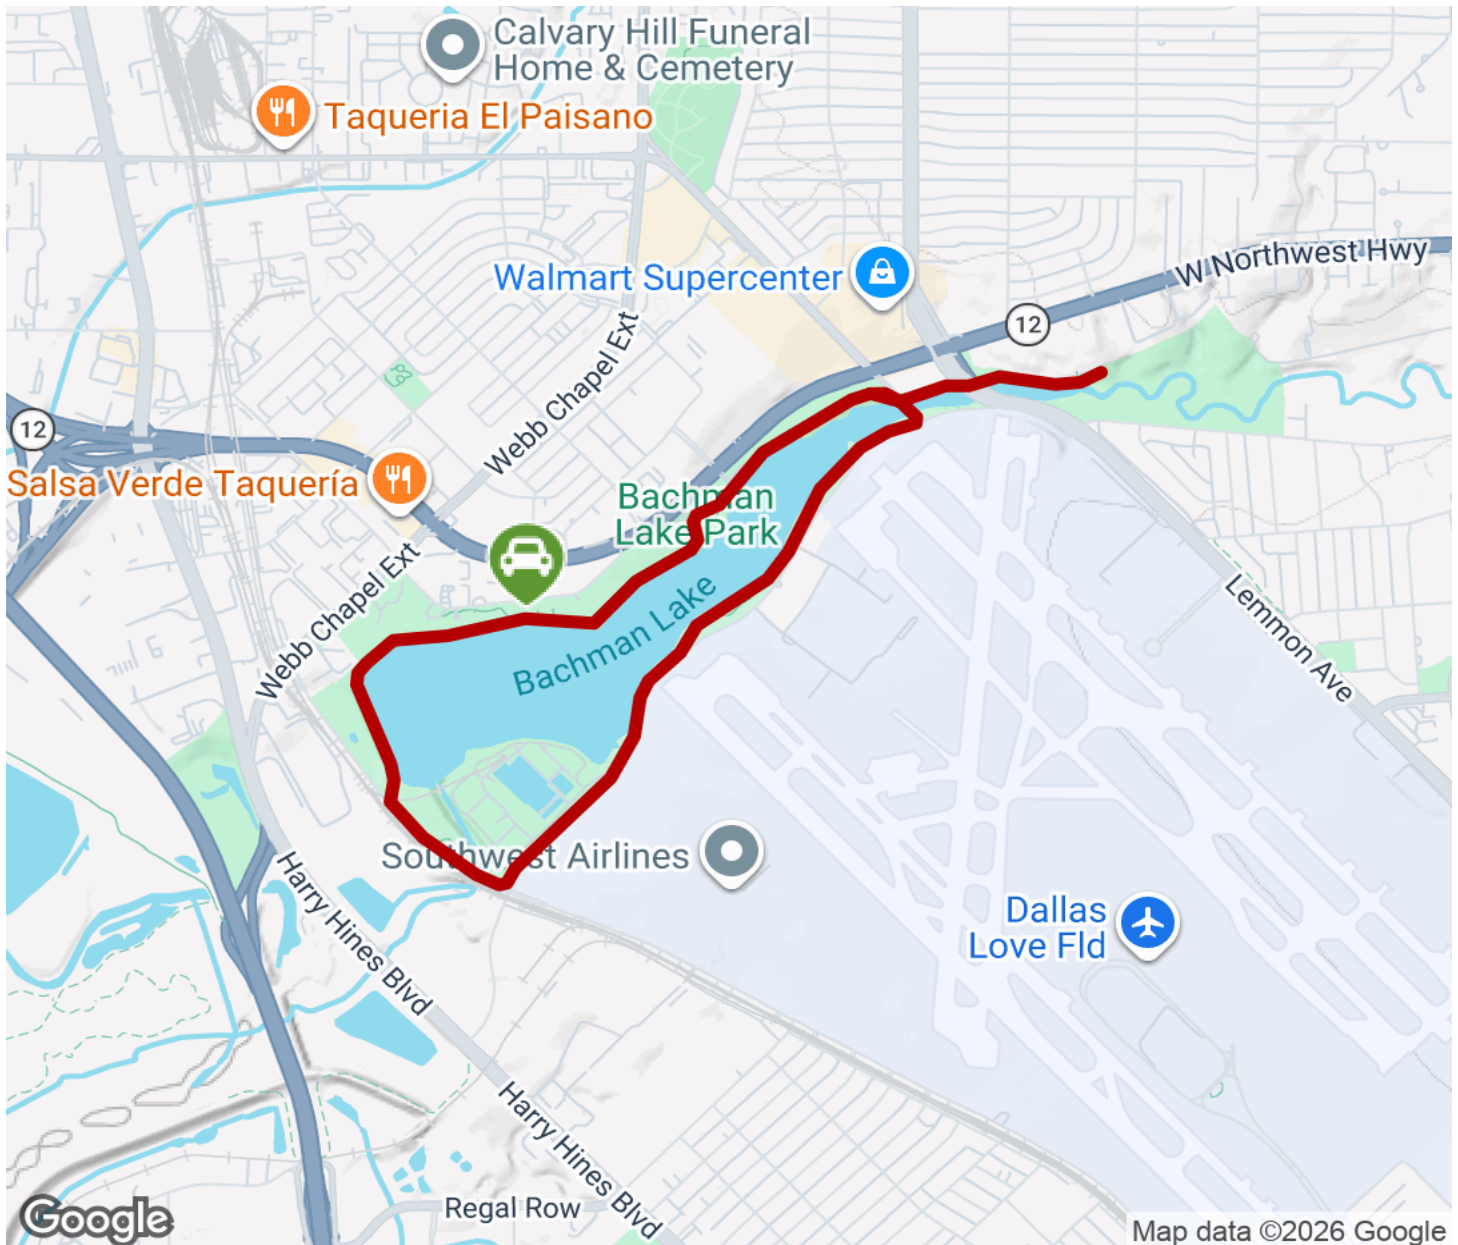 Calvary Hill Funeral
Home & Cemetery
Taqueria El Paisano
W Northwest Hwy
Walmart Supercenter
12
Webb Chapel Ext
12
Salsa Verde Taquería
Bachman
Lake Park
Webb Chapel Ext
Bachman Lake
Lemmon Ave
Southwest Airlines
Harry Hines Blvd
Dallas
Love Fld
Harry Hines Blvd
Regal Row
Google
Map data ©2026 Google